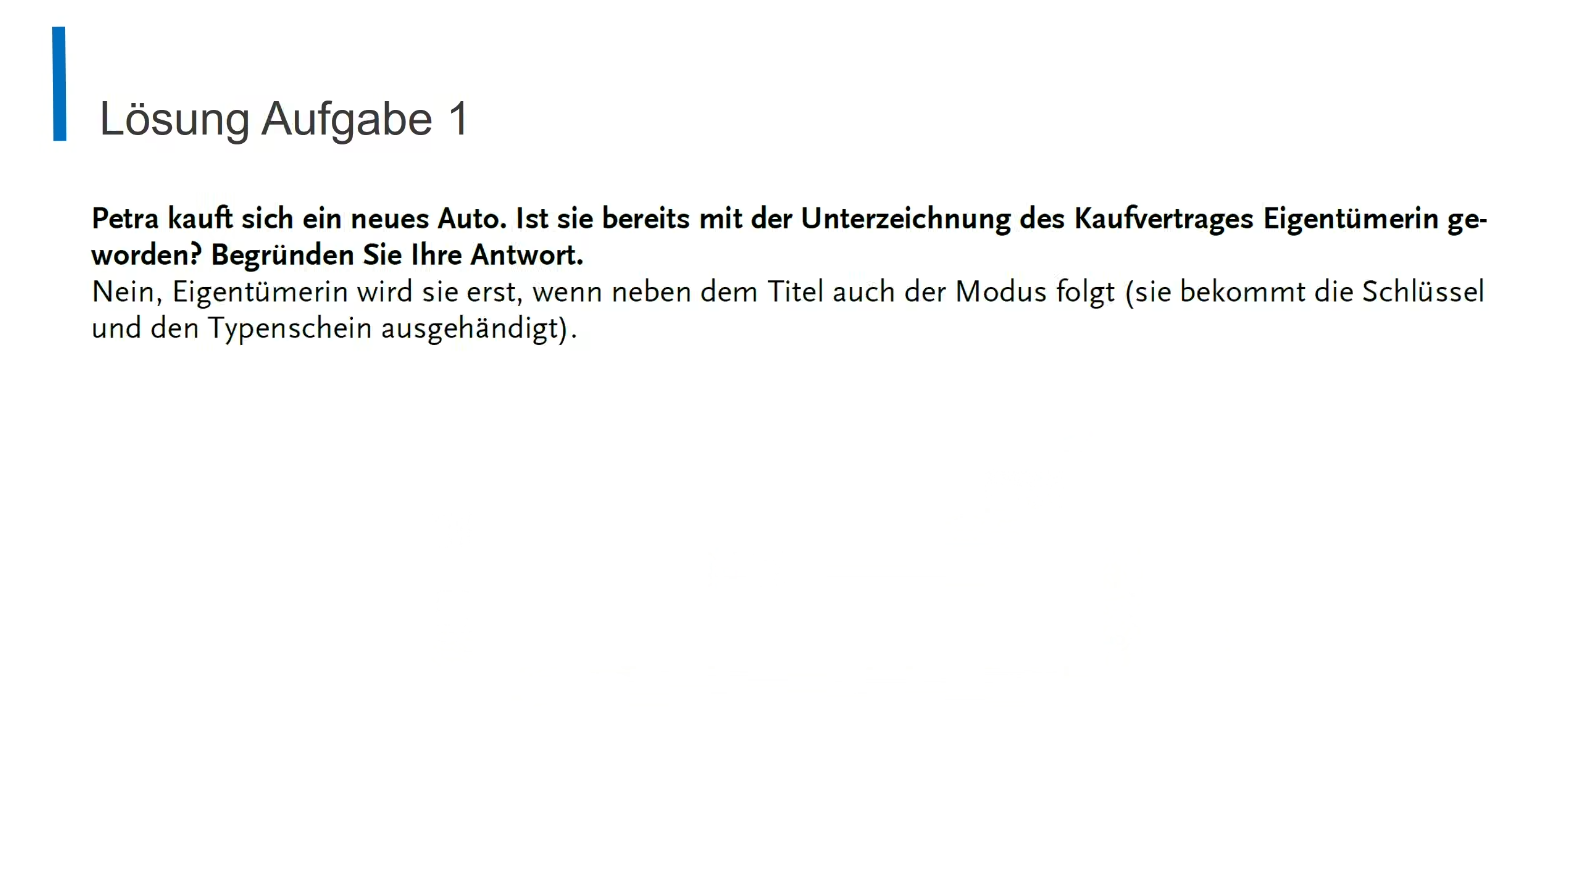 Lösung Aufgabe 1
Petra kauft sich ein neues Auto. Ist sie bereits mit der Unterzeichnung des Kaufvertrages Eigentümerin ge-
worden? Begründen Sie Ihre Antwort.
Nein, Eigentümerin wird sie erst, wenn neben dem Titel auch der Modus folgt (sie bekommt die Schlüssel
und den Typenschein ausgehändigt).